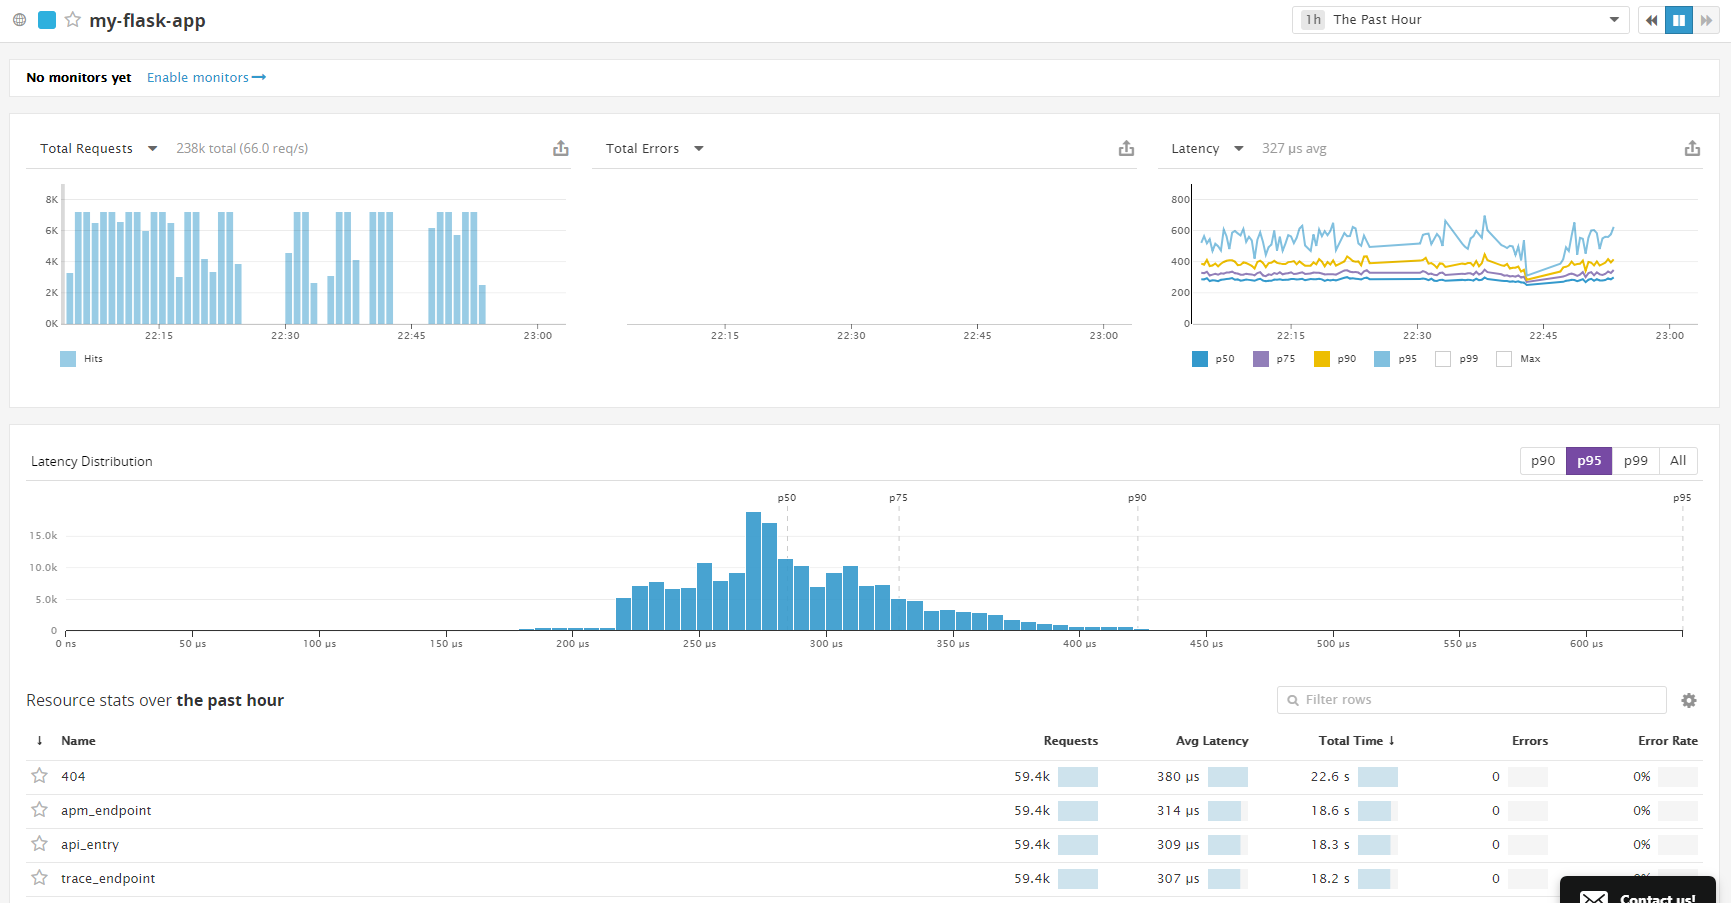 my-flask-app
1h The Past Hour
No monitors yet Enable monitors
Total Requests 238k total (66.0 req/s)
8K
6K
4K
2K
0K
22:15 22:30 22:45 23:00
Hits
Total Errors
22:15 22:30 22:45 23:00
Latency 327 µs avg
800
600
400
200
0
22:15 22:30 22:45 23:00
p50 p75 p90 p95 p99 Max
Latency Distribution
p90 p95 p99 All
p50 p75 p90 p95
15.0k
10.0k
5.0k
0
0 ns 50 µs 100 µs 150 µs 200 µs 250 µs 300 µs 350 µs 400 µs 450 µs 500 µs 550 µs 600 µs
Resource stats over the past hour
Filter rows
Name Requests Avg Latency Total Time Errors Error Rate
404 59.4k 380 µs 22.6 s 0 0%
apm_endpoint 59.4k 314 µs 18.6 s 0 0%
api_entry 59.4k 309 µs 18.3 s 0 0%
trace_endpoint 59.4k 307 µs 18.2 s 0 0%
Contact us!